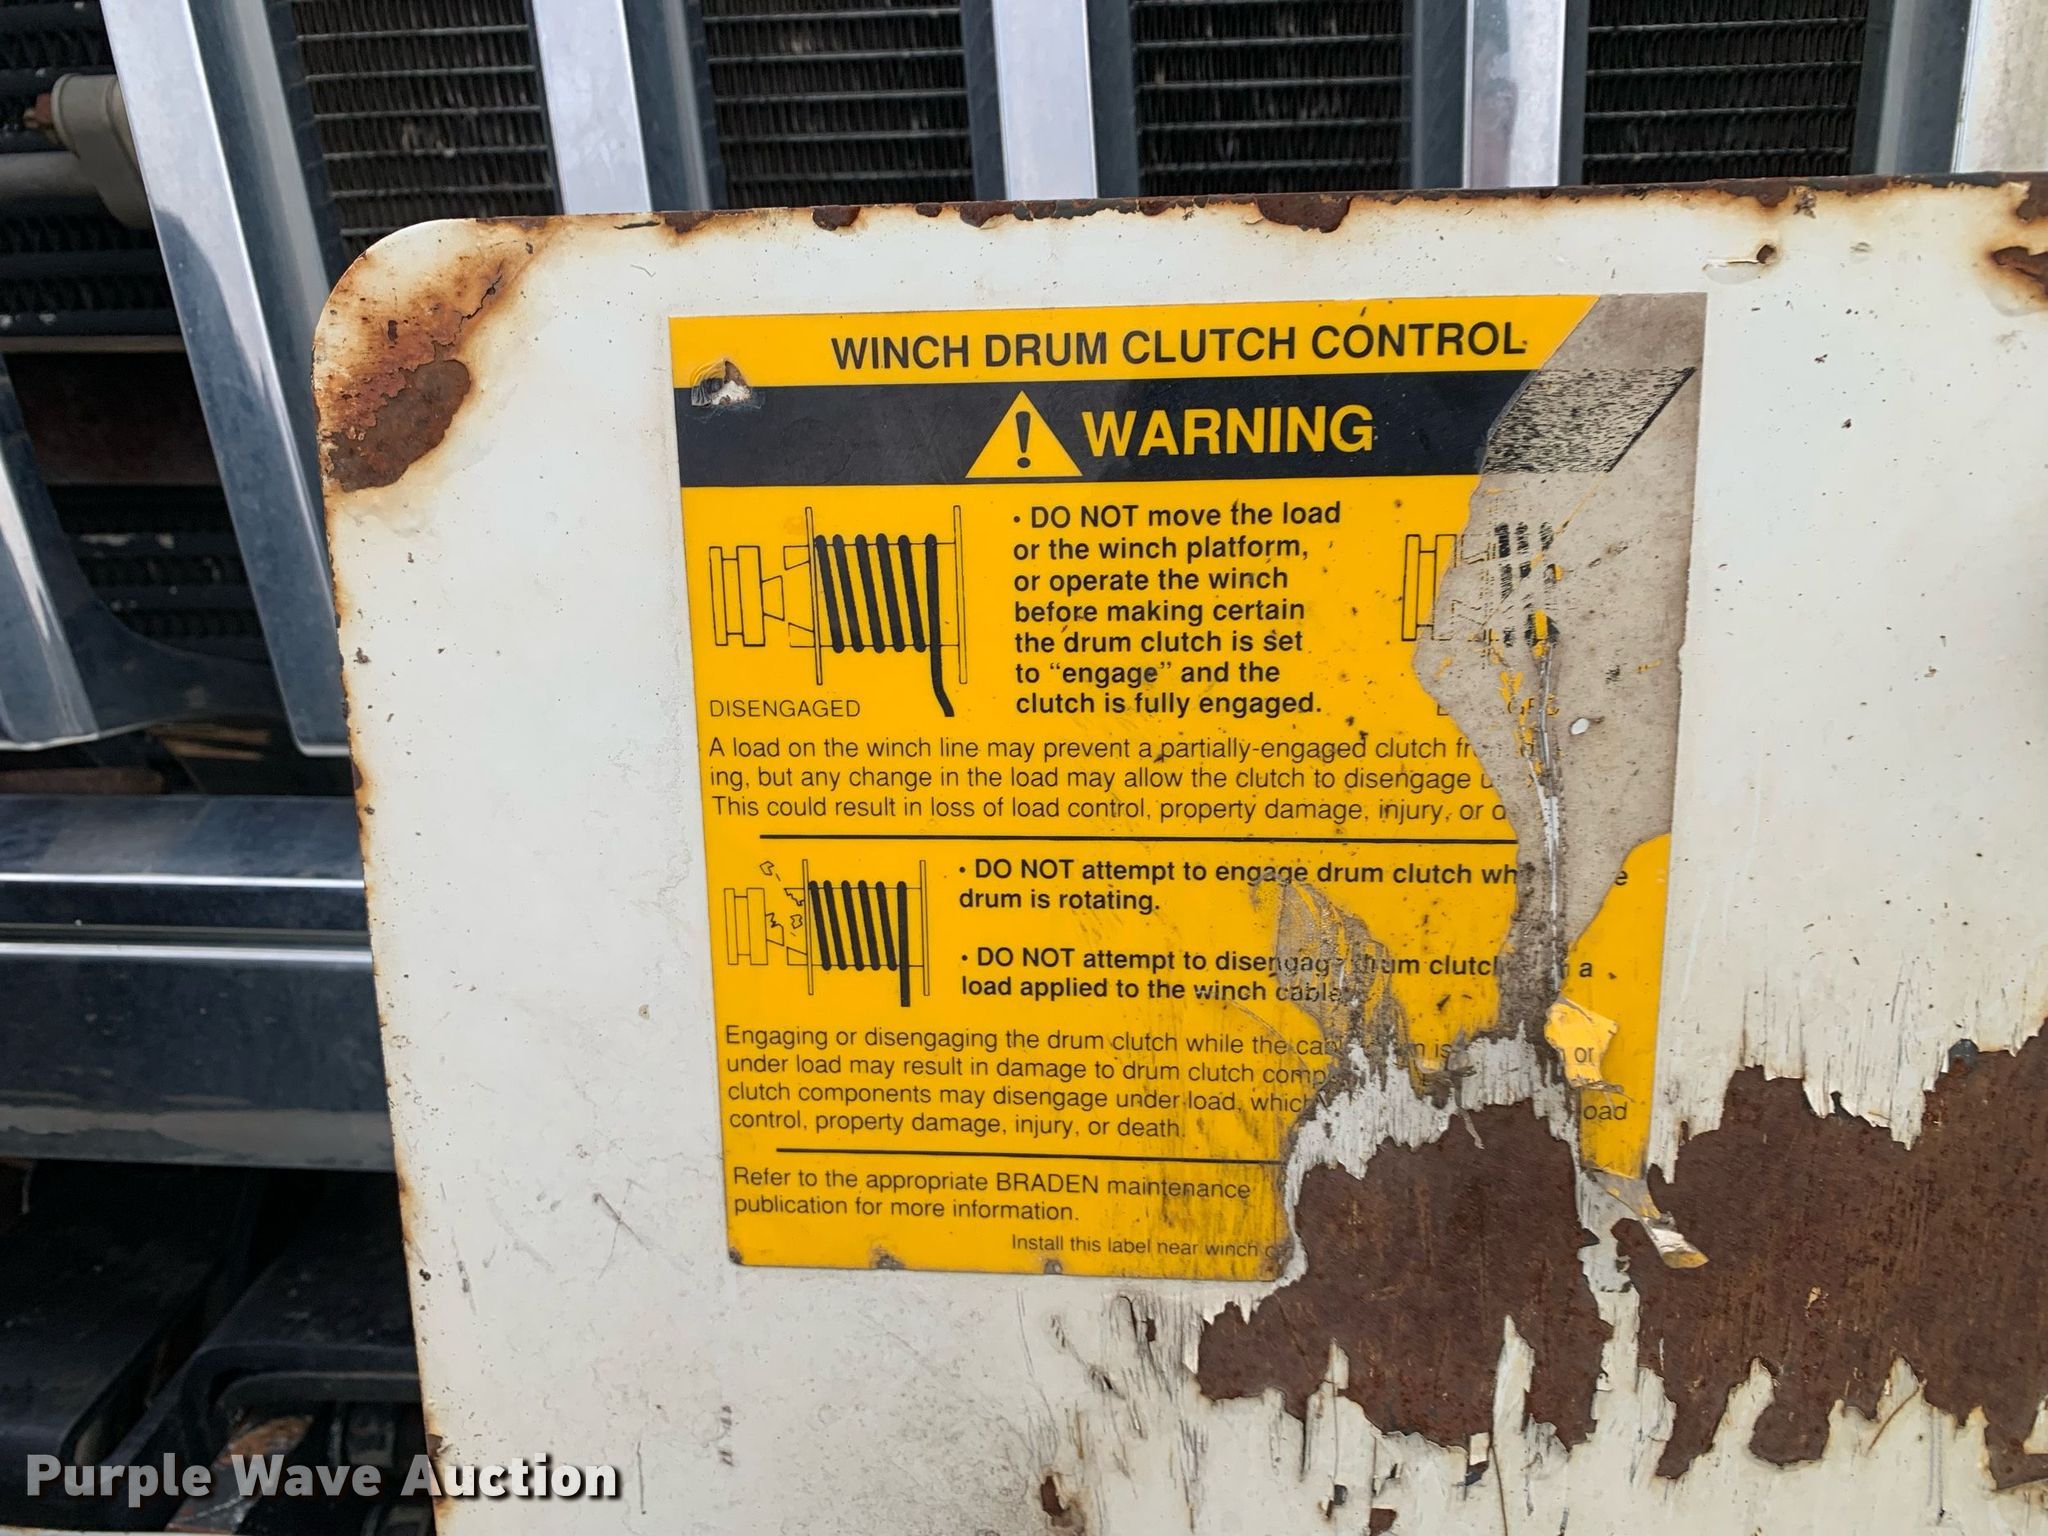 WINCH DRUM CLUTCH CONTROL
WARNING
• DO NOT move the load
or the winch platform,
or operate the winch
before making certain
the drum clutch is set
to “engage” and the
clutch is fully engaged.
DISENGAGED
A load on the winch line may prevent a partially-engaged clutch
ing, but any change in the load may allow the clutch to disengage
This could result in loss of load control, property damage, injury, or
• DO NOT attempt to engage drum clutch
drum is rotating.
• DO NOT attempt to disengage drum clutch a
load applied to the winch cable
Engaging or disengaging the drum clutch while the is or
under load may result in damage to drum clutch
clutch components may disengage under load, which load
control, property damage, injury, or death.
Refer to the appropriate BRADEN maintenance
publication for more information.
Install this label near winch
Purple Wave Auction